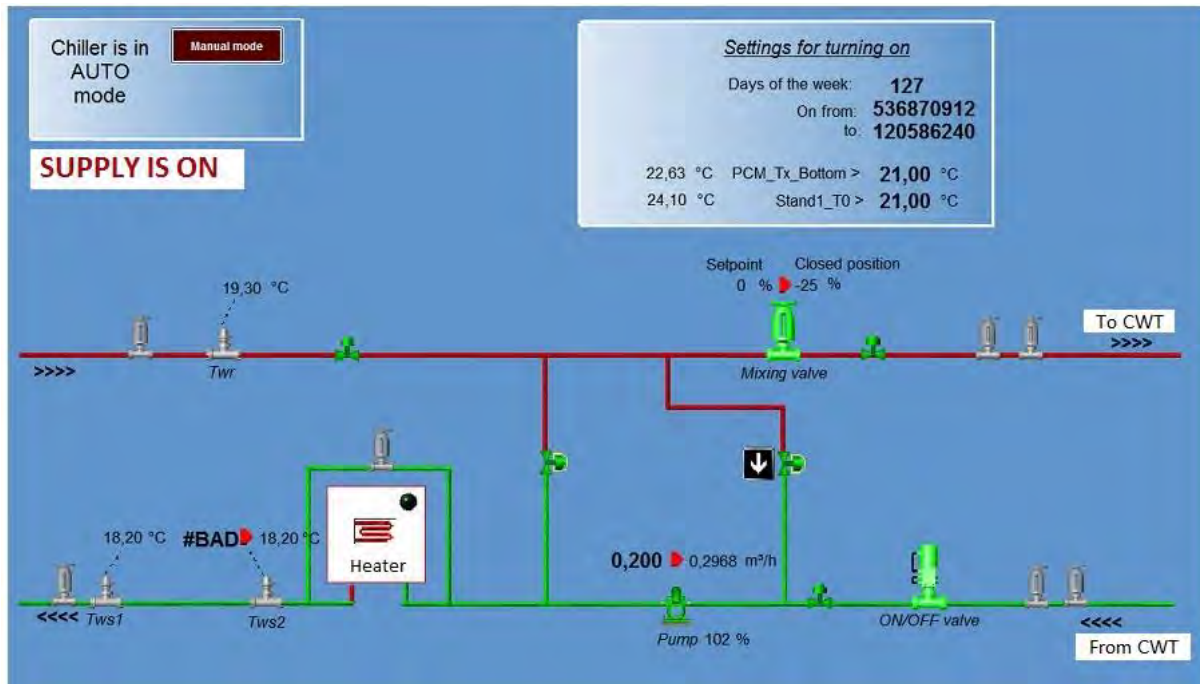 Chiller is in
AUTO
mode
Manual mode
SUPPLY IS ON
Settings for turning on
Days of the week: 127
On from: 536870912
to: 120586240
22,63 °C PCM_Tx_Bottom > 21,00 °C
24,10 °C Stand1_T0 > 21,00 °C
Setpoint Closed position
0 % -25 %
19,30 °C
To CWT
>>>>
>>>>
Twr
Mixing valve
18,20 °C #BAD 18,20 °C
Heater
0,200 0,2968 m³/h
<<<< Tws1 Tws2
Pump 102 %
ON/OFF valve
<<<<
From CWT